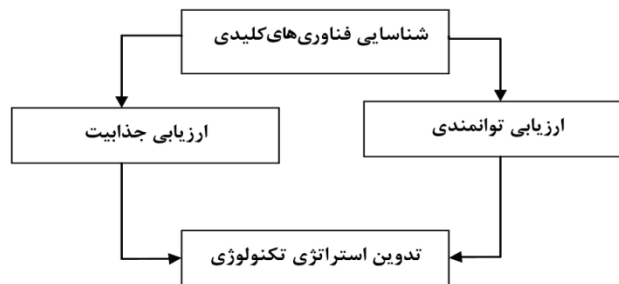 شناسایی فناوری‌های‌کلیدی
ارزیابی توانمندی
ارزیابی جذابیت
تدوین استراتژی تکنولوژی